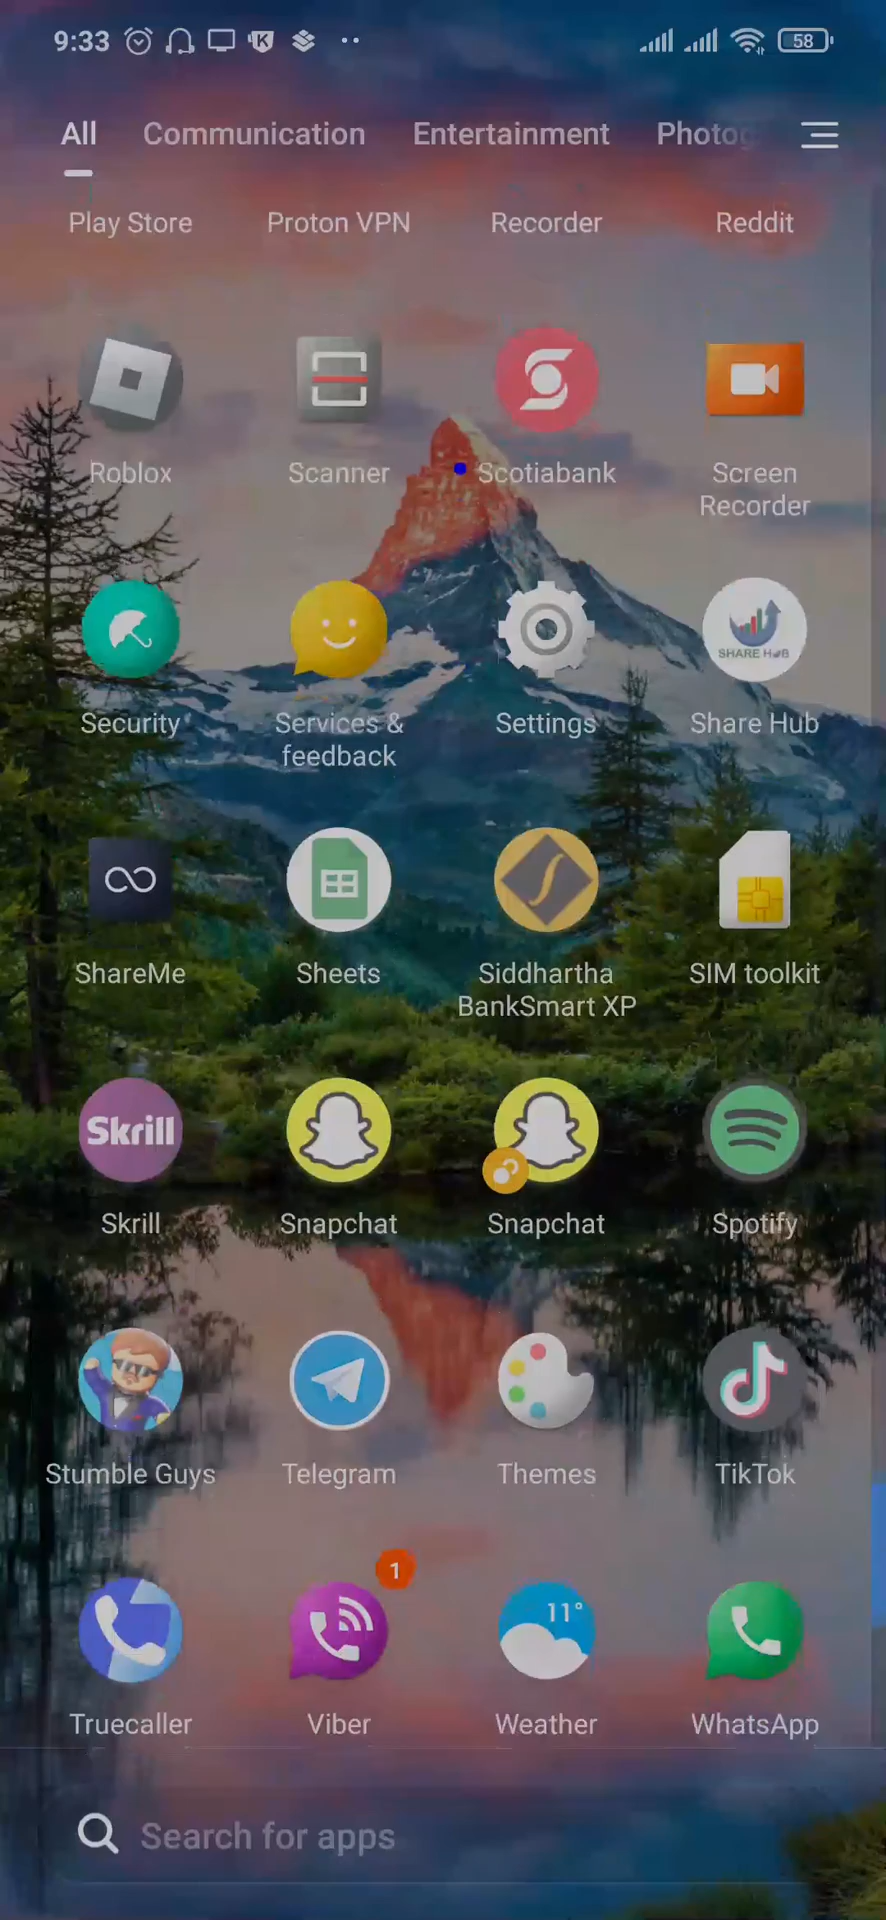 9:33 58
All Communication Entertainment Photog
Play Store Proton VPN Recorder Reddit
Roblox Scanner Scotiabank Screen
Recorder
SHARE HUB
Security Services & Settings Share Hub
feedback
ShareMe Sheets Siddhartha SIM toolkit
BankSmart XP
Skrill
Skrill Snapchat Snapchat Spotify
Stumble Guys Telegram Themes TikTok
1
11°
Truecaller Viber Weather WhatsApp
Search for apps